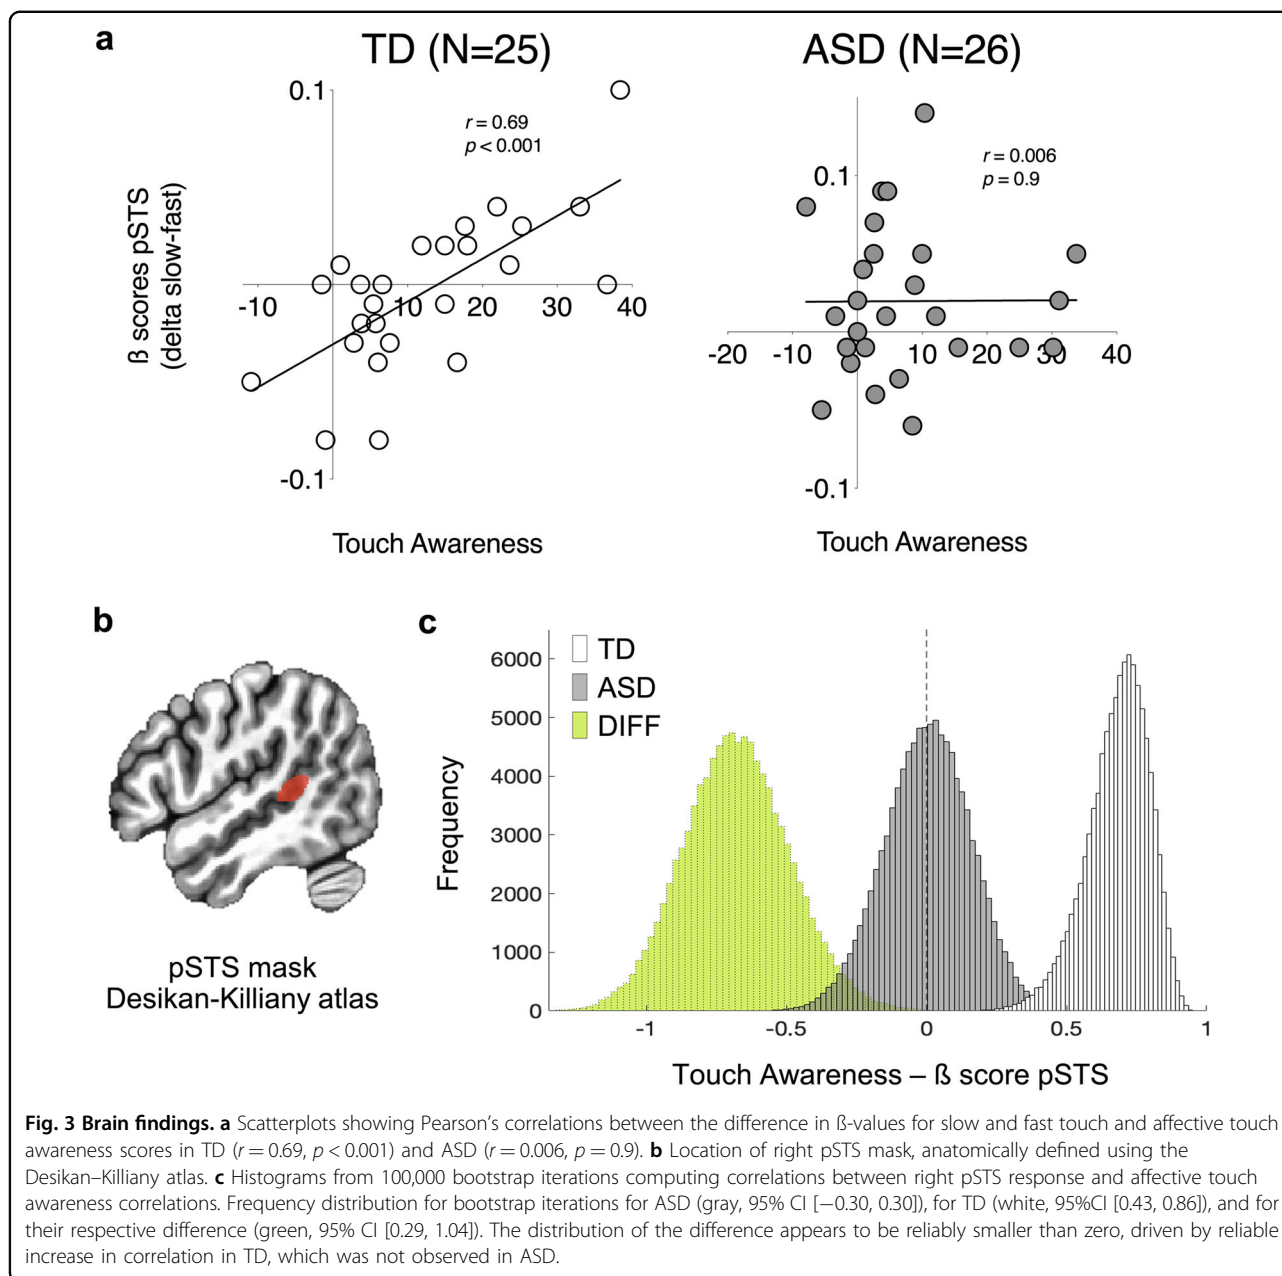 a
TD (N=25)
ASD (N=26)
0.1
r = 0.69
p < 0.001
ß scores pSTS
(delta slow-fast)
-10
10
20
30
40
-0.1
Touch Awareness
0.1
r = 0.006
p = 0.9
-20
-10
10
20
30
40
-0.1
Touch Awareness
b
pSTS mask
Desikan-Killiany atlas
c
TD
ASD
DIFF
Frequency
6000
5000
4000
3000
2000
1000
0
-1
-0.5
0
0.5
1
Touch Awareness – ß score pSTS
Fig. 3 Brain findings. a Scatterplots showing Pearson's correlations between the difference in ß-values for slow and fast touch and affective touch
awareness scores in TD (r = 0.69, p < 0.001) and ASD (r = 0.006, p = 0.9). b Location of right pSTS mask, anatomically defined using the
Desikan–Killiany atlas. c Histograms from 100,000 bootstrap iterations computing correlations between right pSTS response and affective touch
awareness correlations. Frequency distribution for bootstrap iterations for ASD (gray, 95% CI [−0.30, 0.30]), for TD (white, 95%CI [0.43, 0.86]), and for
their respective difference (green, 95% CI [0.29, 1.04]). The distribution of the difference appears to be reliably smaller than zero, driven by reliable
increase in correlation in TD, which was not observed in ASD.